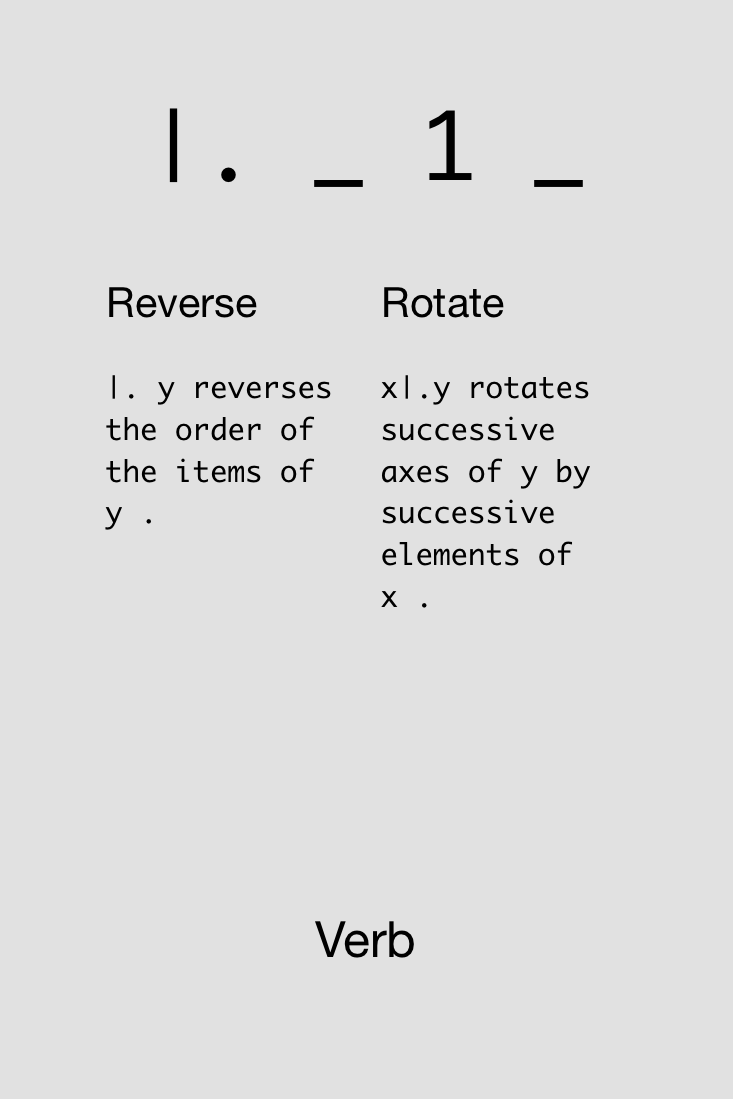 |. _ 1 _
Reverse
|. y reverses
the order of
the items of
y .
Rotate
x|.y rotates
successive
axes of y by
successive
elements of
x .
Verb